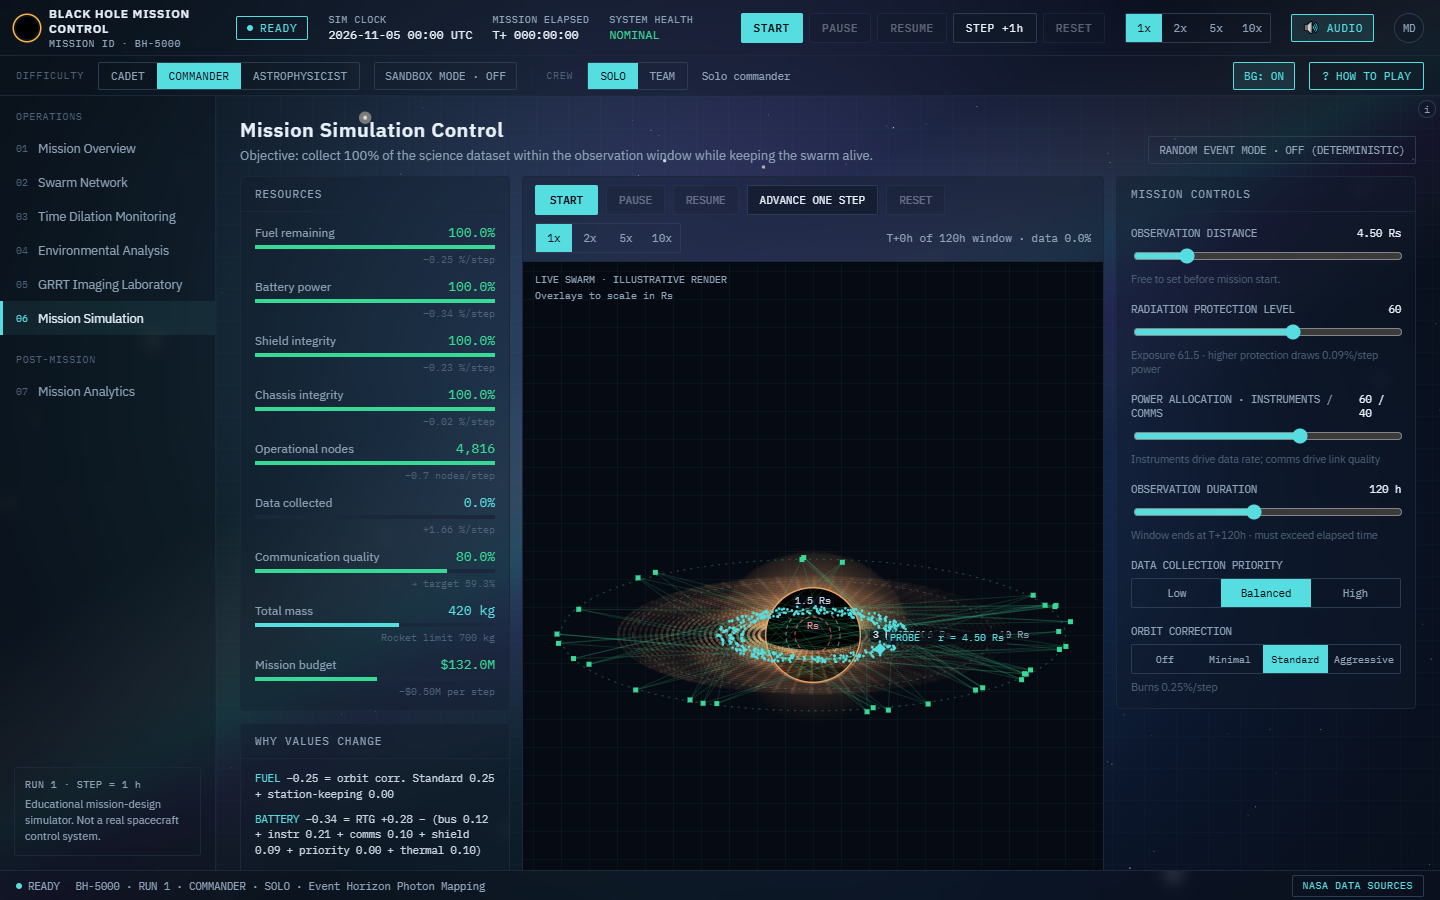 BLACK HOLE MISSION CONTROL
MISSION ID · BH-5000
READY
SIM CLOCK
2026-11-05 00:00 UTC
MISSION ELAPSED
T+ 000:00:00
SYSTEM HEALTH
NOMINAL
START
PAUSE
RESUME
STEP +1h
RESET
1x 2x 5x 10x
AUDIO
MD
DIFFICULTY
CADET
COMMANDER
ASTROPHYSICIST
SANDBOX MODE · OFF
CREW
SOLO
TEAM
Solo commander
BG: ON
? HOW TO PLAY
OPERATIONS
01 Mission Overview
02 Swarm Network
03 Time Dilation Monitoring
04 Environmental Analysis
05 GRRT Imaging Laboratory
06 Mission Simulation
POST-MISSION
07 Mission Analytics
RUN 1 · STEP = 1 h
Educational mission-design
simulator. Not a real spacecraft
control system.
i
Mission Simulation Control
Objective: collect 100% of the science dataset within the observation window while keeping the swarm alive.
RANDOM EVENT MODE · OFF (DETERMINISTIC)
RESOURCES
Fuel remaining 100.0%
−0.25 %/step
Battery power 100.0%
−0.34 %/step
Shield integrity 100.0%
−0.23 %/step
Chassis integrity 100.0%
−0.02 %/step
Operational nodes 4,816
−0.7 nodes/step
Data collected 0.0%
+1.66 %/step
Communication quality 80.0%
→ target 59.3%
Total mass 420 kg
Rocket limit 700 kg
Mission budget $132.0M
−$0.50M per step
WHY VALUES CHANGE
FUEL −0.25 = orbit corr. Standard 0.25
+ station-keeping 0.00
BATTERY −0.34 = RTG +0.28 − (bus 0.12
+ instr 0.21 + comms 0.10 + shield
0.09 + priority 0.00 + thermal 0.10)
START
PAUSE
RESUME
ADVANCE ONE STEP
RESET
1x 2x 5x 10x
T+0h of 120h window · data 0.0%
LIVE SWARM · ILLUSTRATIVE RENDER
Overlays to scale in Rs
1.5 Rs
Rs
PROBE · r = 4.50 Rs
MISSION CONTROLS
OBSERVATION DISTANCE 4.50 Rs
Free to set before mission start.
RADIATION PROTECTION LEVEL 60
Exposure 61.5 · higher protection draws 0.09%/step
power
POWER ALLOCATION · INSTRUMENTS / COMMS 60 / 40
Instruments drive data rate; comms drive link quality
OBSERVATION DURATION 120 h
Window ends at T+120h · must exceed elapsed time
DATA COLLECTION PRIORITY
Low Balanced High
ORBIT CORRECTION
Off Minimal Standard Aggressive
Burns 0.25%/step
READY
BH-5000 · RUN 1 · COMMANDER · SOLO · Event Horizon Photon Mapping
NASA DATA SOURCES